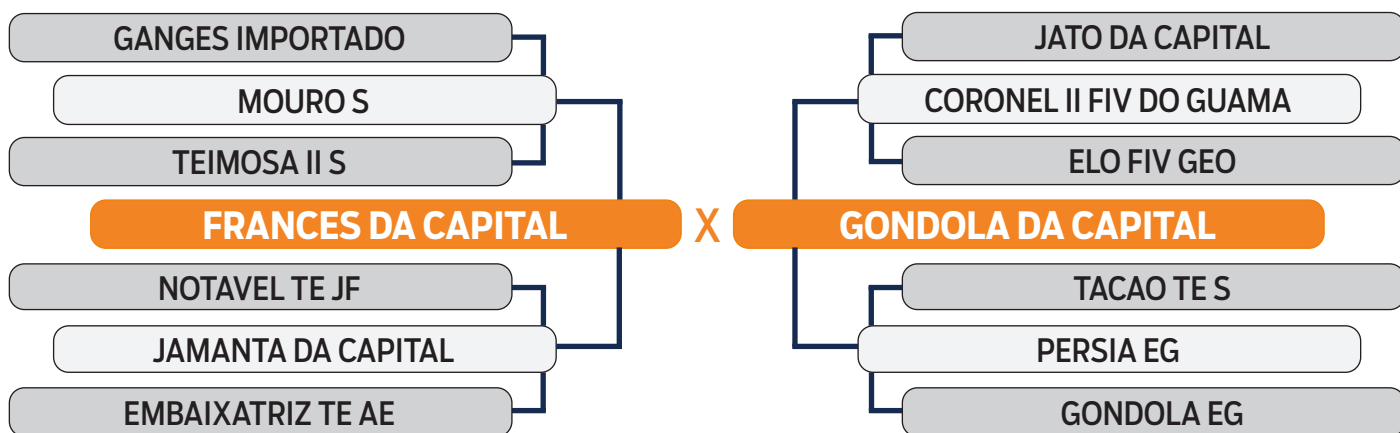 GANGES IMPORTADO
MOURO S
TEIMOSA II S
FRANCES DA CAPITAL
NOTAVEL TE JF
JAMANTA DA CAPITAL
EMBAIXATRIZ TE AE
X
JATO DA CAPITAL
CORONEL II FIV DO GUAMA
ELO FIV GEO
GONDOLA DA CAPITAL
TACAO TE S
PERSIA EG
GONDOLA EG